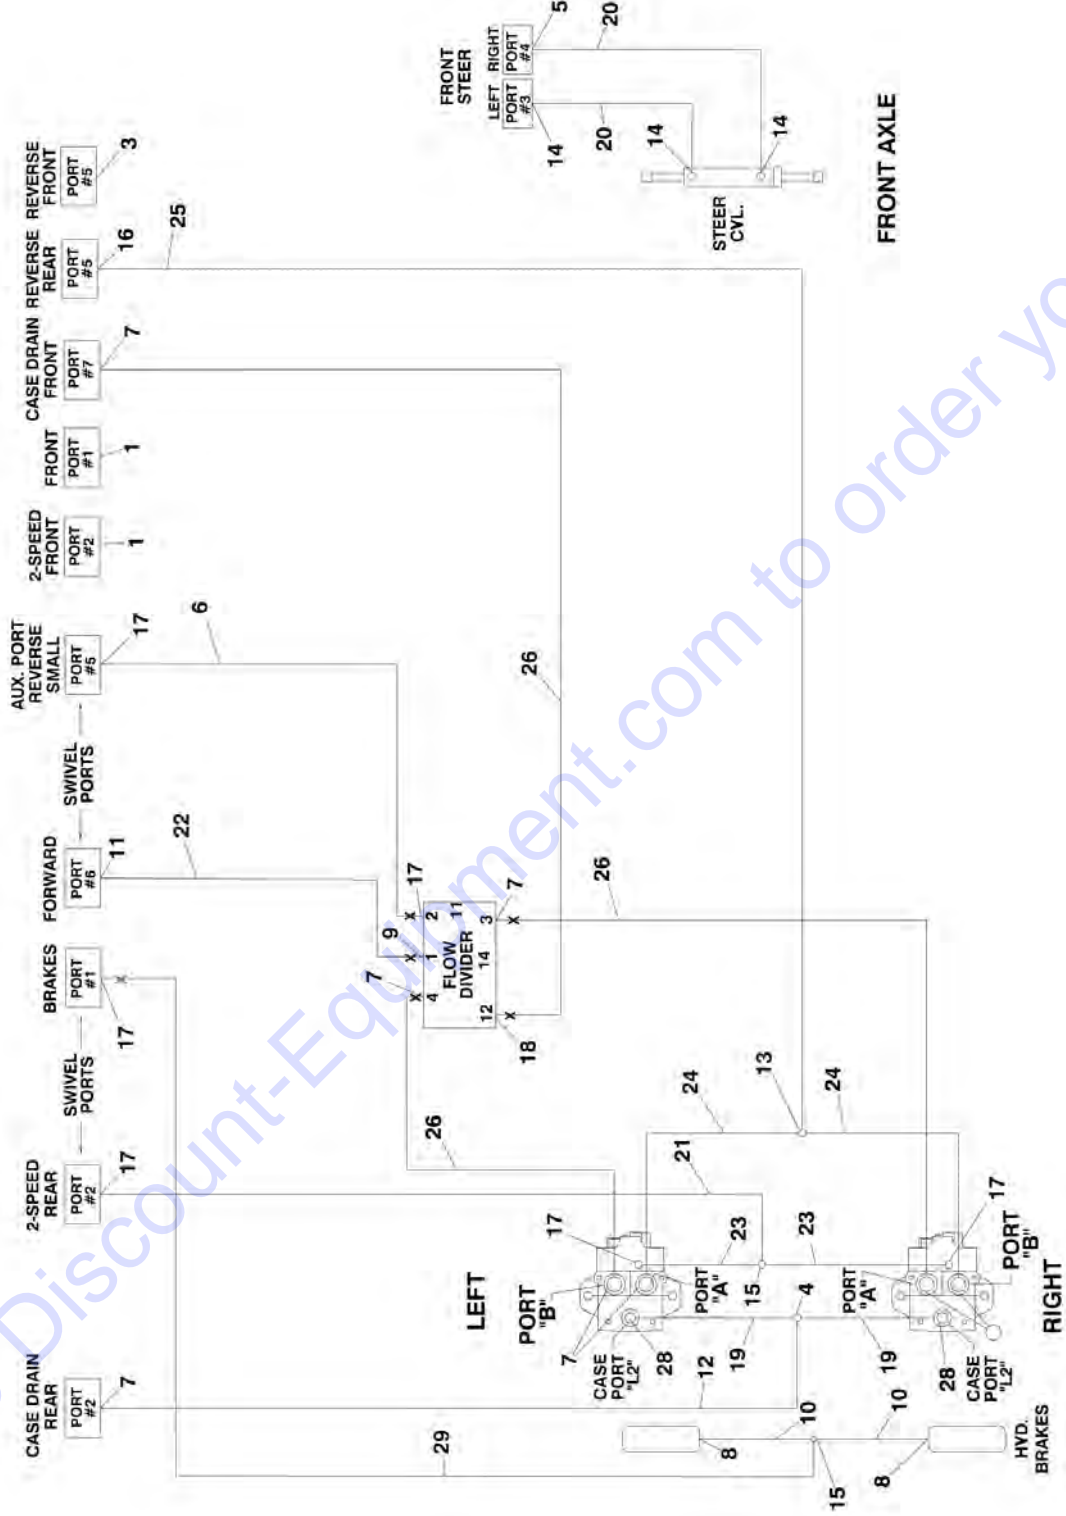 CASE DRAIN
REAR
PORT
#2
7
2-SPEED
REAR
PORT
#2
17
SWIVEL
PORTS
BRAKES
PORT
#1
17
FORWARD
PORT
#6
11
SWIVEL
PORTS
AUX. PORT
REVERSE
SMALL
PORT
#5
17
2-SPEED
FRONT
PORT
#2
1
FRONT
PORT
#1
1
CASE DRAIN
FRONT
PORT
#7
7
REVERSE
REAR
PORT
#5
16
REVERSE
FRONT
PORT
#5
3
25
22
6
29
26
7
9
17
4
1
2
11
FLOW
DIVIDER
12
14
3
18
7
26
26
FRONT
STEER
LEFT
RIGHT
PORT
#3
PORT
#4
14
5
20
20
14
14
STEER
CYL.
FRONT AXLE
LEFT
PORT
"B"
17
7
CASE
PORT
"L2"
28
PORT
"A"
21
24
13
24
23
15
23
12
19
4
19
8
10
15
10
8
PORT
"A"
28
CASE
PORT
"L2"
17
PORT
"B"
RIGHT
HYD.
BRAKES
Discount-Equipment.com to order yo